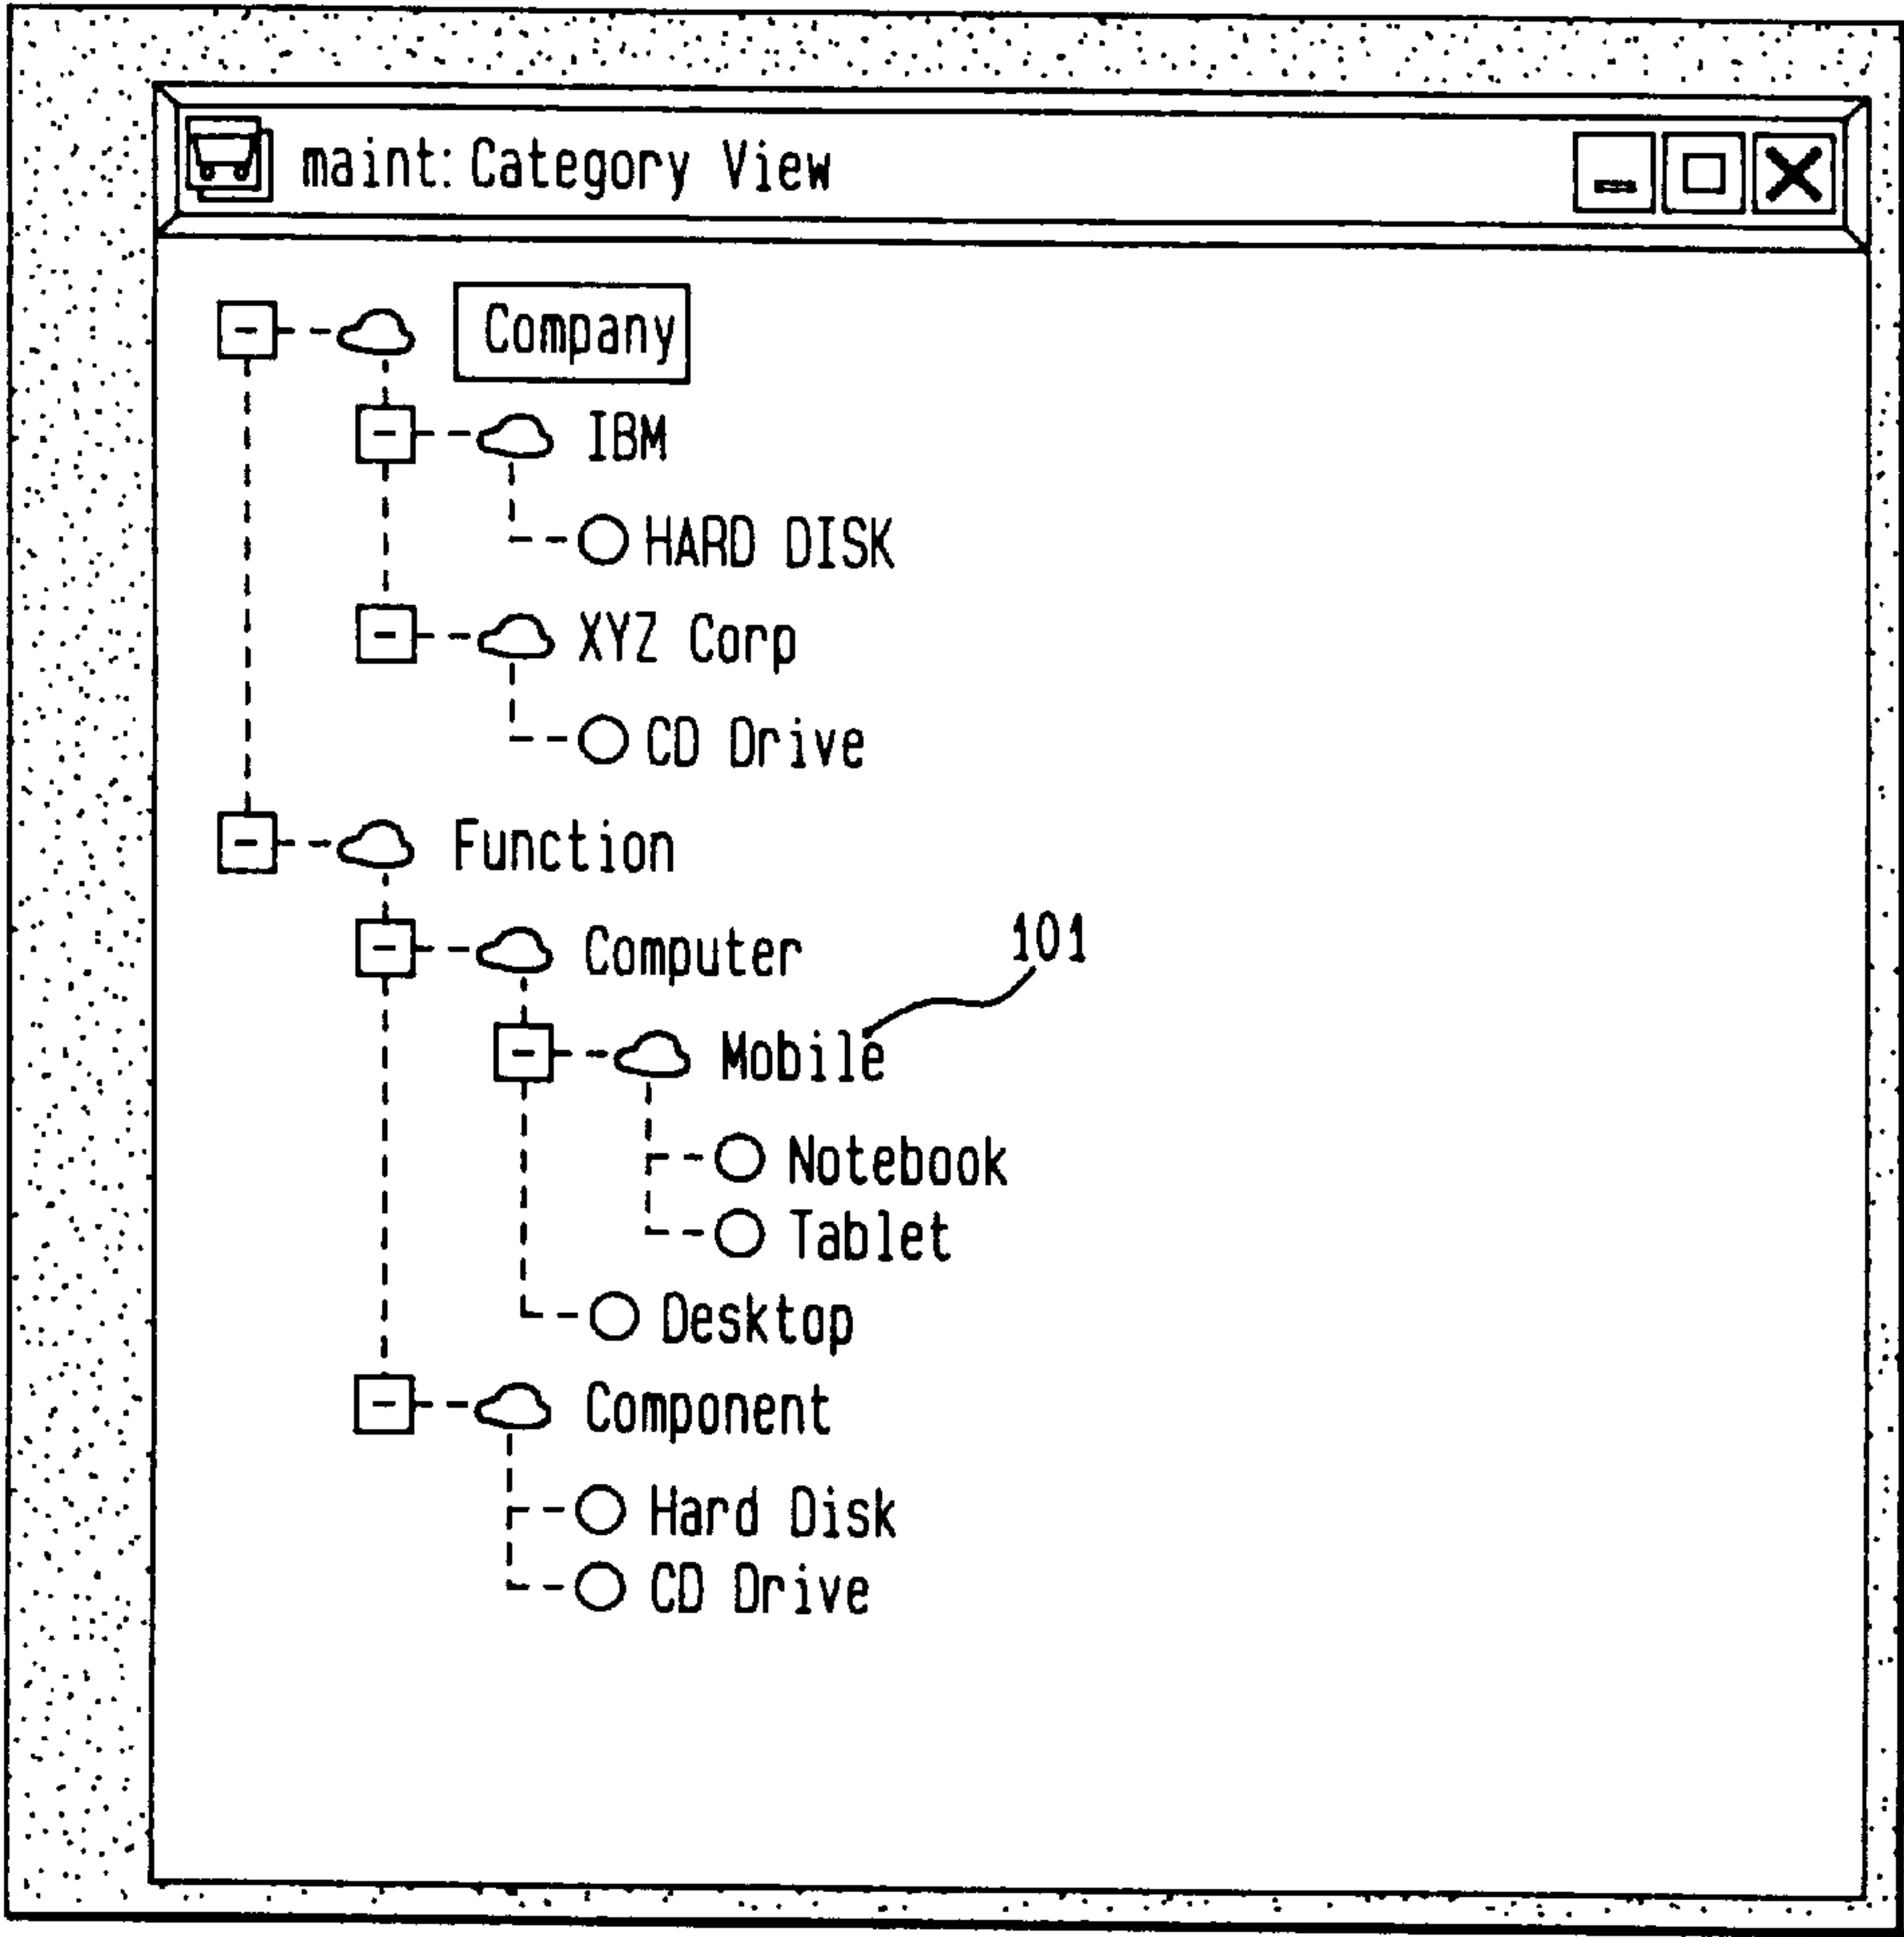 maint: Category View
Company
IBM
HARD DISK
XYZ Corp
CD Drive
Function
Computer
101
Mobile
Notebook
Tablet
Desktop
Component
Hard Disk
CD Drive